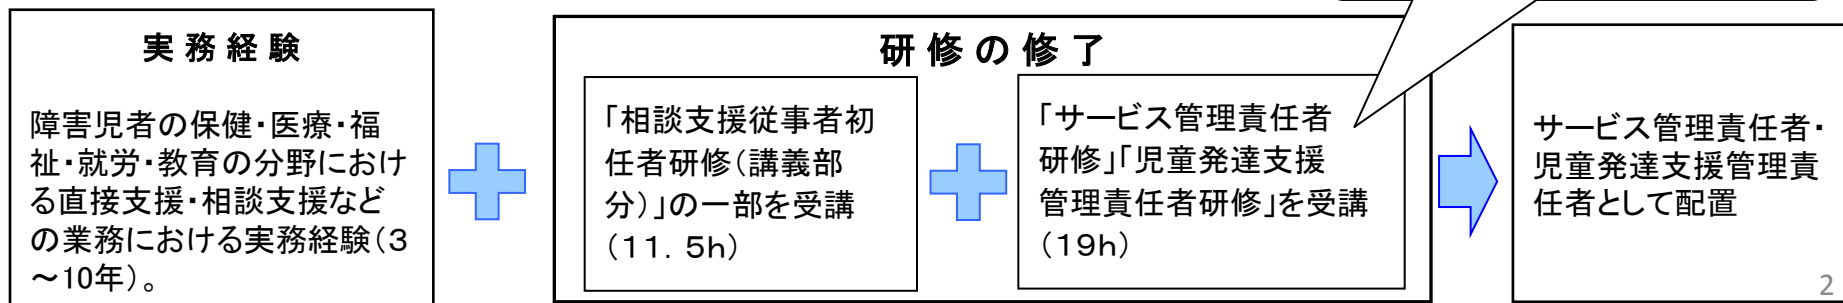 実務経験
障害児者の保健・医療・福
祉・就労・教育の分野におけ
る直接支援・相談支援など
の業務における実務経験(3
～10年)。
研修の修了
「相談支援従事者初
任者研修(講義部
分)」の一部を受講
(11．5h)
「サービス管理責任者
研修」「児童発達支援
管理責任者研修」を受講
(19h)
サービス管理責任者・
児童発達支援管理責
任者として配置
2